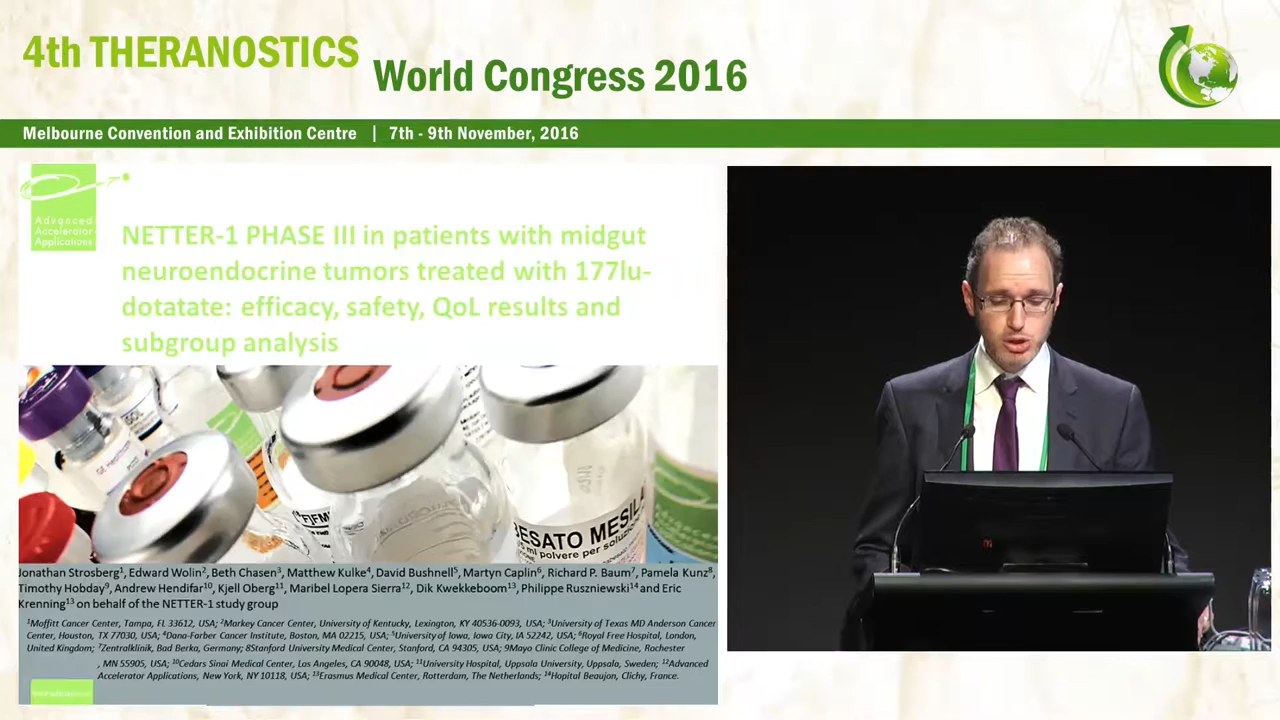 4th THERANOSTICS
World Congress 2016
Melbourne Convention and Exhibition Centre | 7th - 9th November, 2016
Advanced
Accelerator
Applications
NETTER-1 PHASE III in patients with midgut
neuroendocrine tumors treated with 177lu-
dotatate: efficacy, safety, QoL results and
subgroup analysis
BESATO MESIL
5 ml polvere per soluzio
Jonathan Strosberg¹, Edward Wolin², Beth Chasen³, Matthew Kulke⁴, David Bushnell⁵, Martyn Caplin⁶, Richard P. Baum⁷, Pamela Kunz⁸,
Timothy Hobday⁹, Andrew Hendifar¹⁰, Kjell Oberg¹¹, Maribel Lopera Sierra¹², Dik Kwekkeboom¹³, Philippe Ruszniewski¹⁴ and Eric
Krenning¹³ on behalf of the NETTER-1 study group
¹Moffitt Cancer Center, Tampa, FL 33612, USA; ²Markey Cancer Center, University of Kentucky, Lexington, KY 40536-0093, USA; ³University of Texas MD Anderson Cancer
Center, Houston, TX 77030, USA; ⁴Dana-Farber Cancer Institute, Boston, MA 02215, USA; ⁵University of Iowa, Iowa City, IA 52242, USA; ⁶Royal Free Hospital, London,
United Kingdom; ⁷Zentralklinik, Bad Berka, Germany; 8Stanford University Medical Center, Stanford, CA 94305, USA; 9Mayo Clinic College of Medicine, Rochester
, MN 55905, USA; ¹⁰Cedars Sinai Medical Center, Los Angeles, CA 90048, USA; ¹¹University Hospital, Uppsala University, Uppsala, Sweden; ¹²Advanced
Accelerator Applications, New York, NY 10118, USA; ¹³Erasmus Medical Center, Rotterdam, The Netherlands; ¹⁴Hopital Beaujon, Clichy, France.